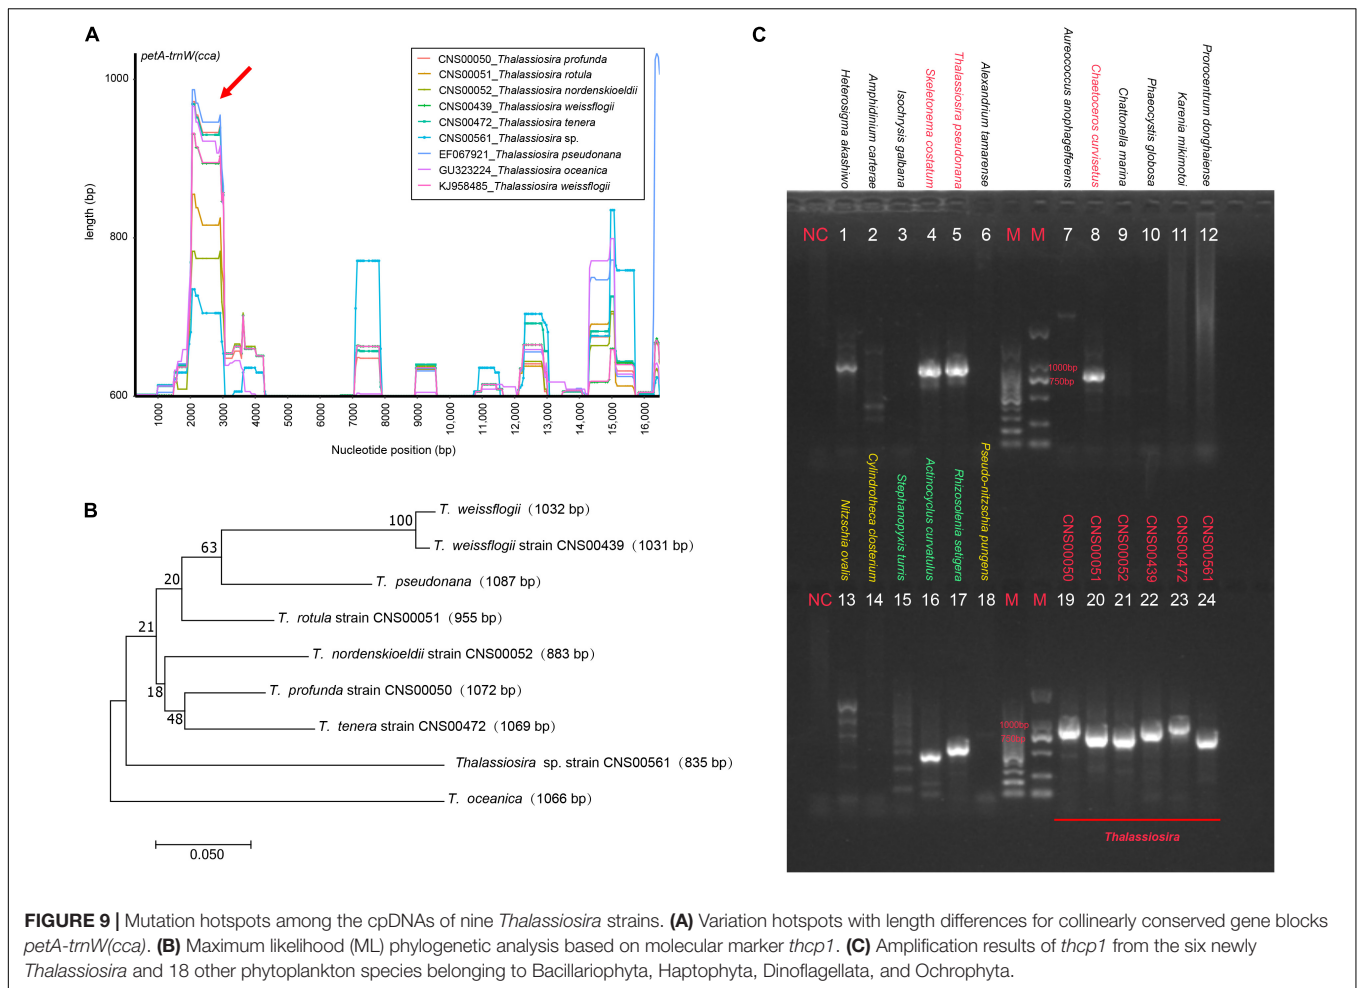 A
petA-trnW(cca)
1000
800
600
length (bp)
CNS00050_Thalassiosira profunda
CNS00051_Thalassiosira rotula
CNS00052_Thalassiosira nordenskioeldii
CNS00439_Thalassiosira weissflogii
CNS00472_Thalassiosira tenera
CNS00561_Thalassiosira sp.
EF067921_Thalassiosira pseudonana
GU323224_Thalassiosira oceanica
KJ958485_Thalassiosira weissflogii
1000 2000 3000 4000 5000 6000 7000 8000 9000 10,000 11,000 12,000 13,000 14,000 15,000 16,000
Nucleotide position (bp)
B
T. weissflogii (1032 bp)
100
T. weissflogii strain CNS00439 (1031 bp)
63
T. pseudonana (1087 bp)
20
T. rotula strain CNS00051 (955 bp)
21
T. nordenskioeldii strain CNS00052 (883 bp)
18
T. profunda strain CNS00050 (1072 bp)
48
T. tenera strain CNS00472 (1069 bp)
Thalassiosira sp. strain CNS00561 (835 bp)
T. oceanica (1066 bp)
0.050
C
Heterosigma akashiwo
Amphidinium carterae
Isochrysis galbana
Skeletonema costatum
Thalassiosira pseudonana
Alexandrium tamarense
Aureococcus anophagefferens
Chaetoceros curvisetus
Chattonella marina
Phaeocystis globosa
Karenia mikimotoi
Prorocentrum donghaiense
NC 1 2 3 4 5 6 M M 7 8 9 10 11 12
1000bp
750bp
Nitzschia ovalis
Cylindrotheca closterium
Stephanopyxis turris
Actinocyclus curvatulus
Rhizosolenia setigera
Pseudo-nitzschia pungens
CNS00050
CNS00051
CNS00052
CNS00439
CNS00472
CNS00561
NC 13 14 15 16 17 18 M M 19 20 21 22 23 24
1000bp
750bp
Thalassiosira
FIGURE 9 | Mutation hotspots among the cpDNAs of nine Thalassiosira strains. (A) Variation hotspots with length differences for collinearly conserved gene blocks
petA-trnW(cca). (B) Maximum likelihood (ML) phylogenetic analysis based on molecular marker thcp1. (C) Amplification results of thcp1 from the six newly
Thalassiosira and 18 other phytoplankton species belonging to Bacillariophyta, Haptophyta, Dinoflagellata, and Ochrophyta.